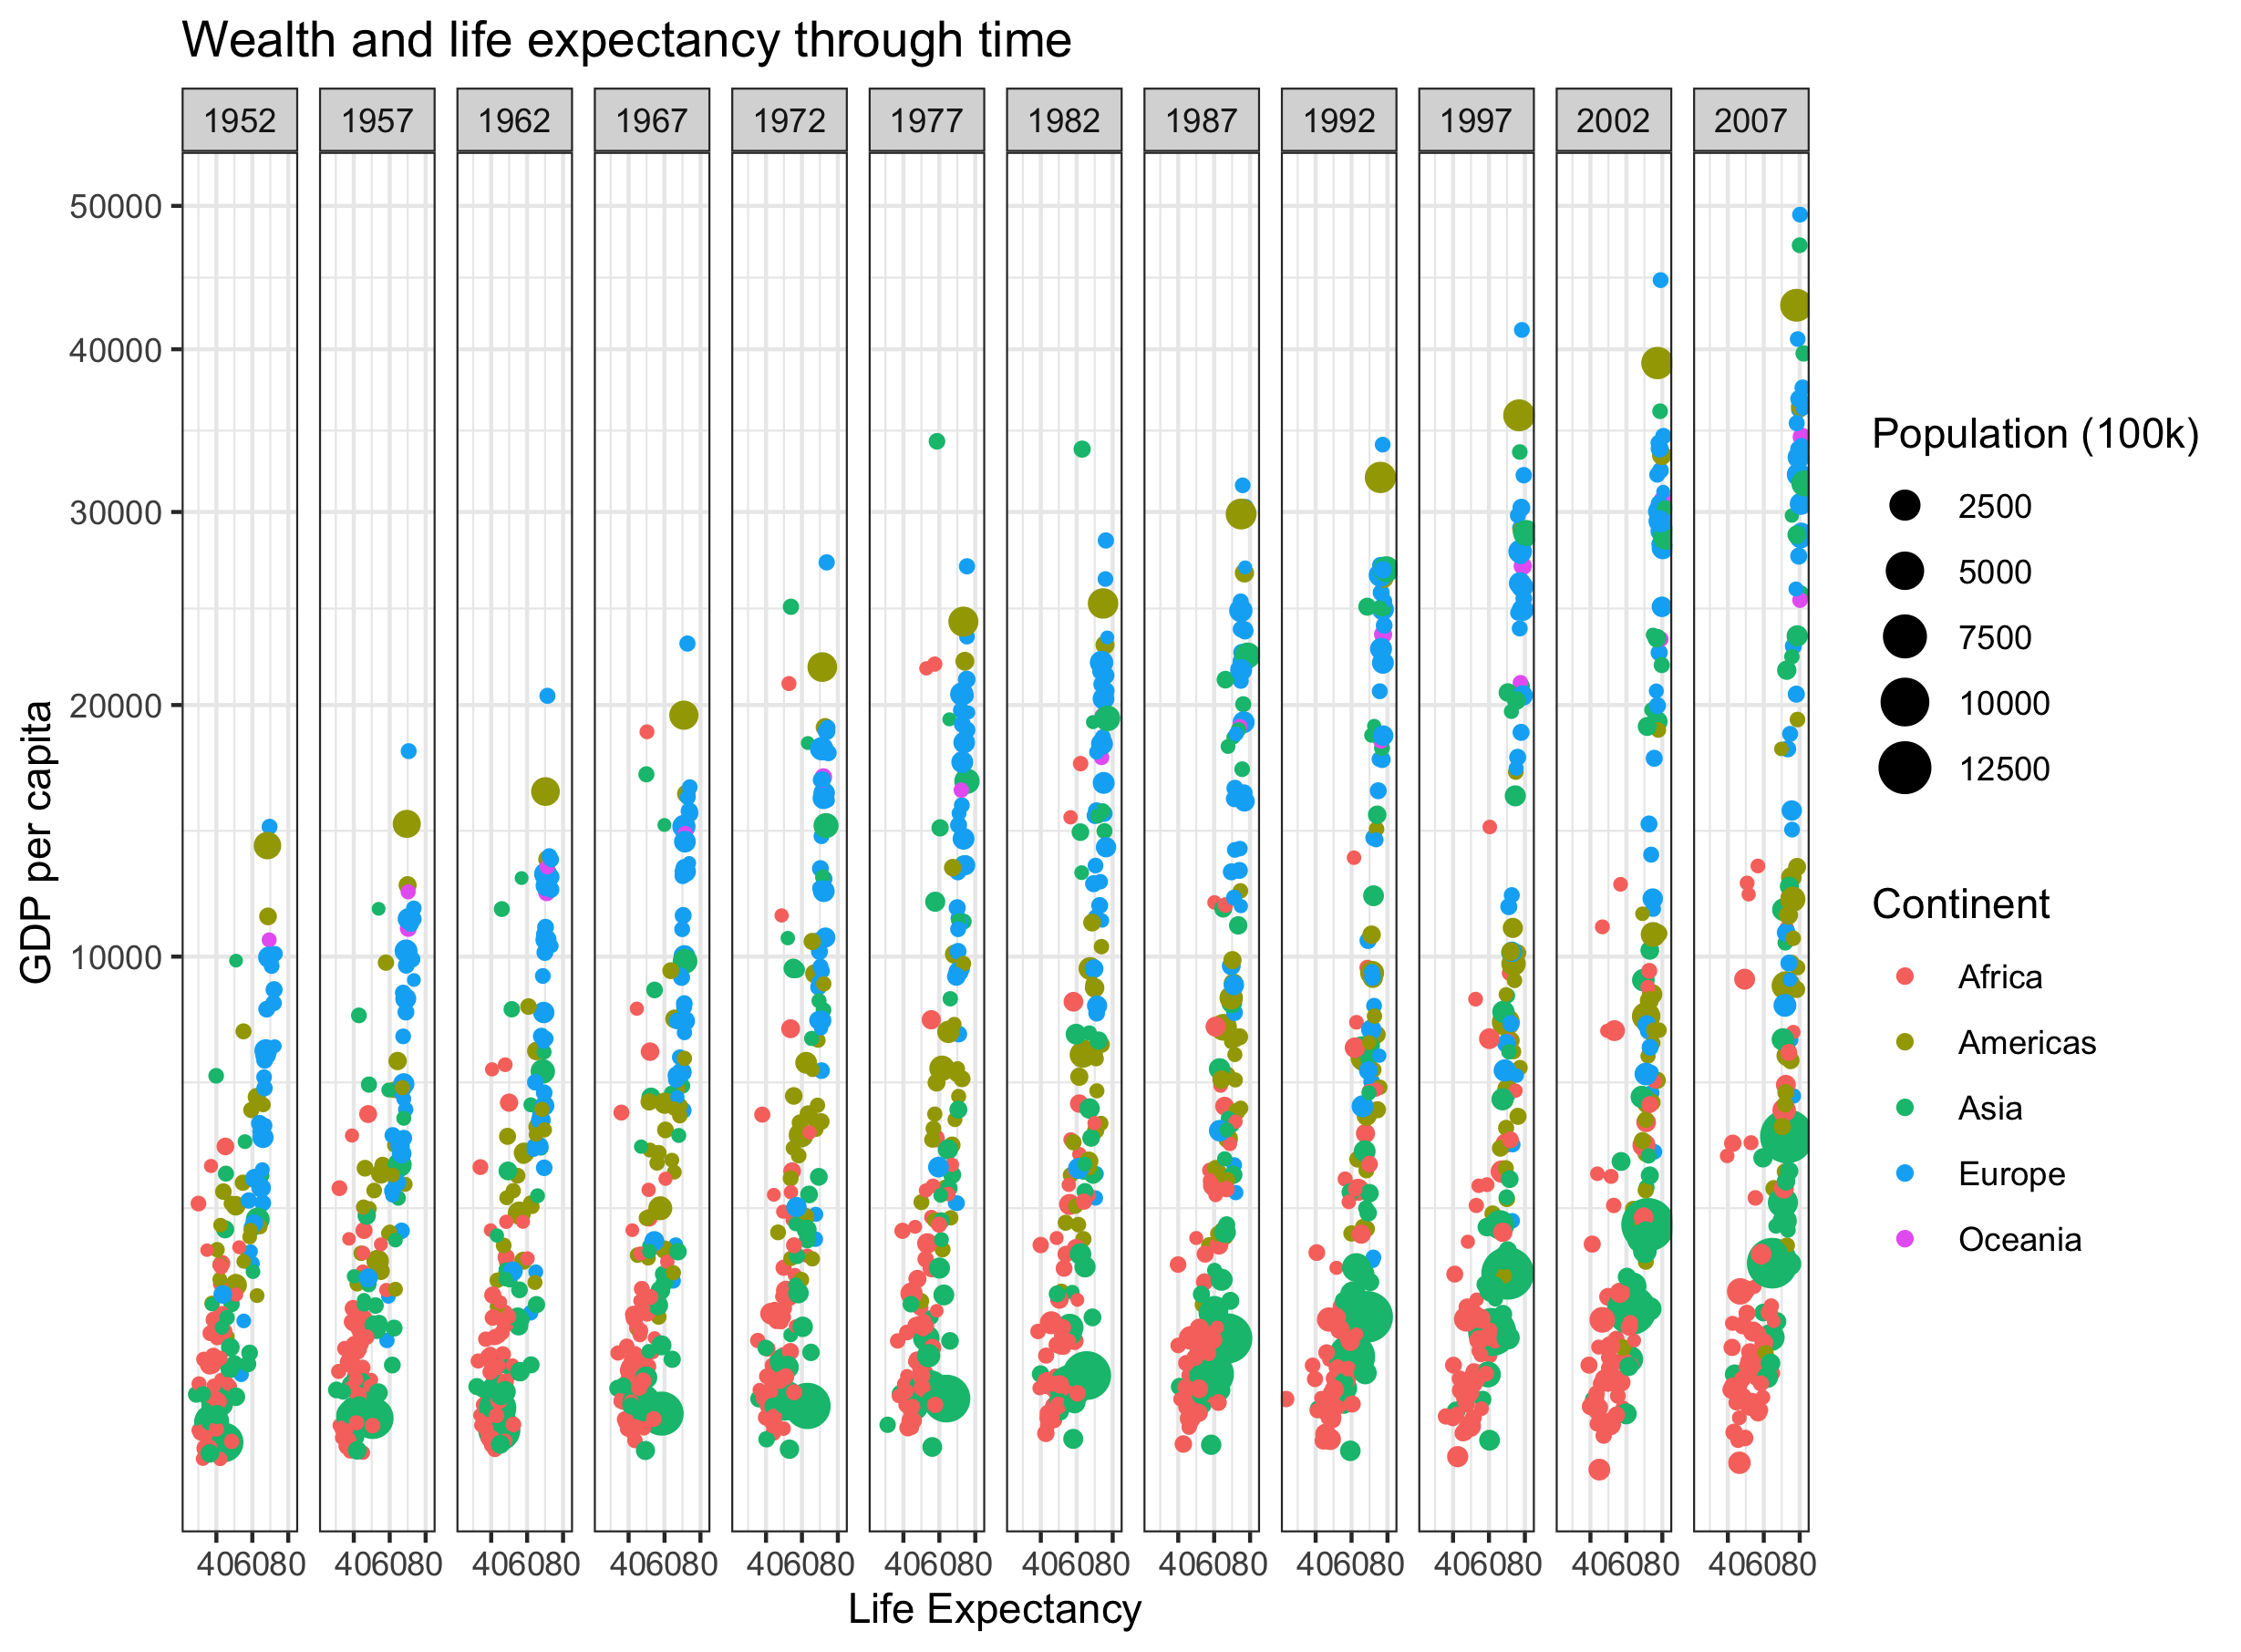 Wealth and life expectancy through time
1952 1957 1962 1967 1972 1977 1982 1987 1992 1997 2002 2007
50000
40000
30000
20000
10000
GDP per capita
406080 406080 406080 406080 406080 406080 406080 406080 406080 406080 406080 406080
Life Expectancy
Population (100k)
2500
5000
7500
10000
12500
Continent
Africa
Americas
Asia
Europe
Oceania